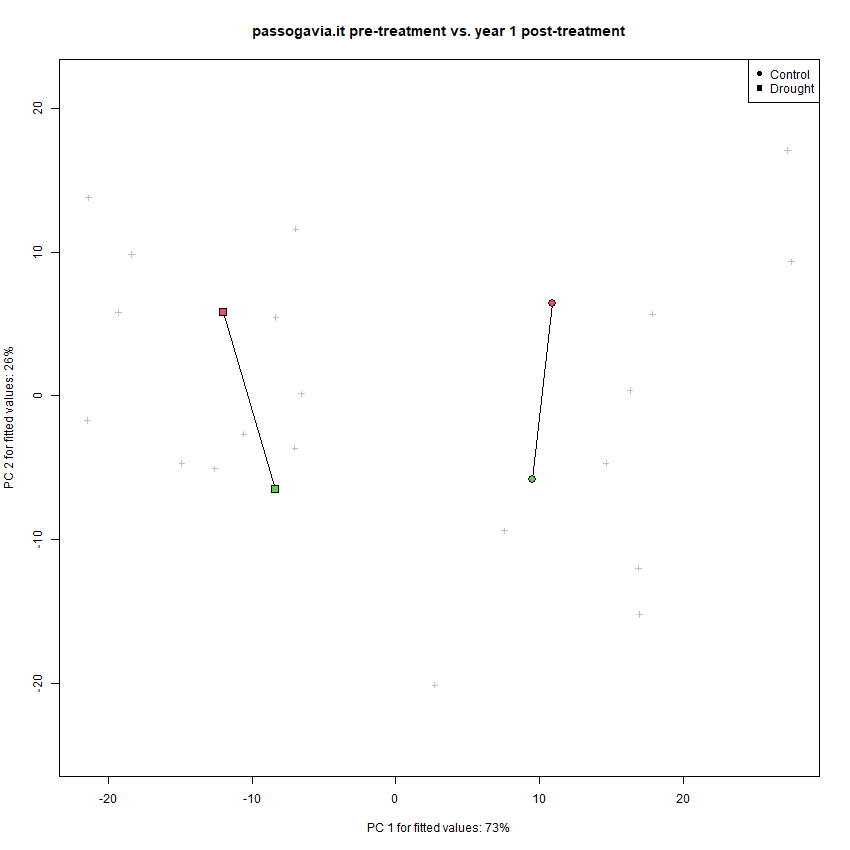 passogavia.it pre-treatment vs. year 1 post-treatment
Control
Drought
20
10
0
-10
-20
PC 2 for fitted values: 26%
-20
-10
0
10
20
PC 1 for fitted values: 73%